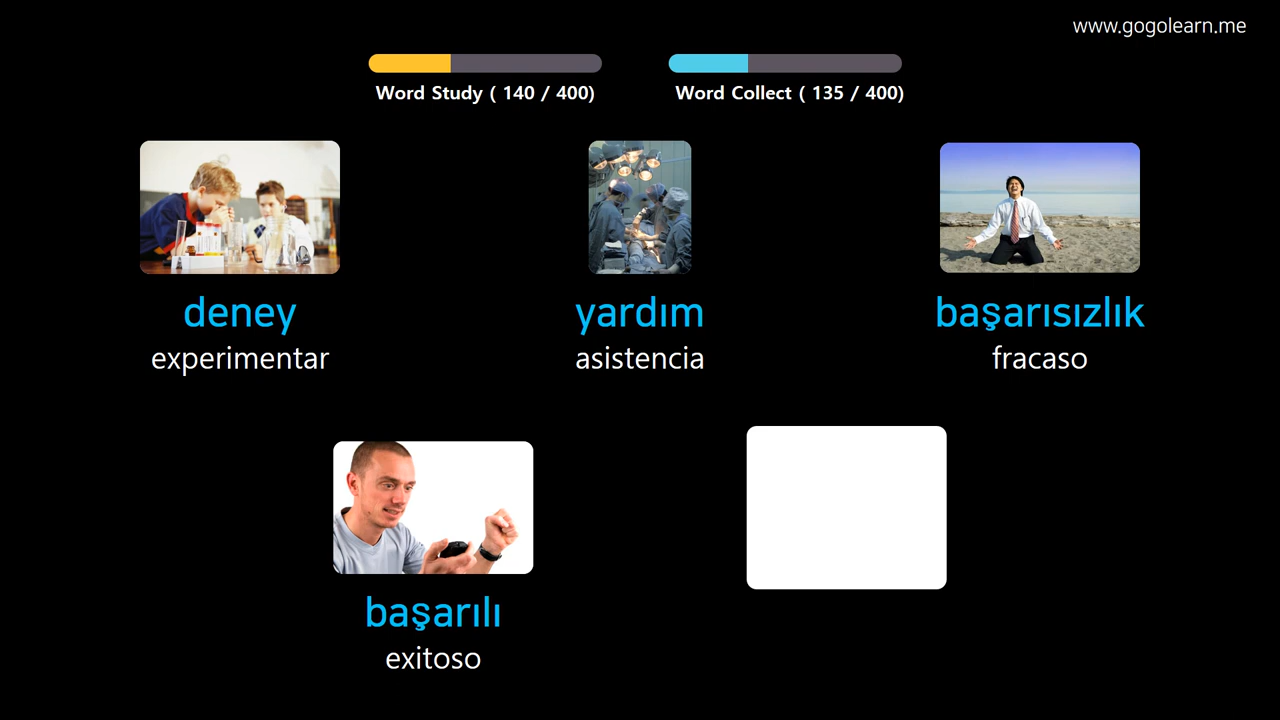 www.gogolearn.me
Word Study ( 140 / 400)
Word Collect ( 135 / 400)
deney
experimentar
yardım
asistencia
başarısızlık
fracaso
başarılı
exitoso